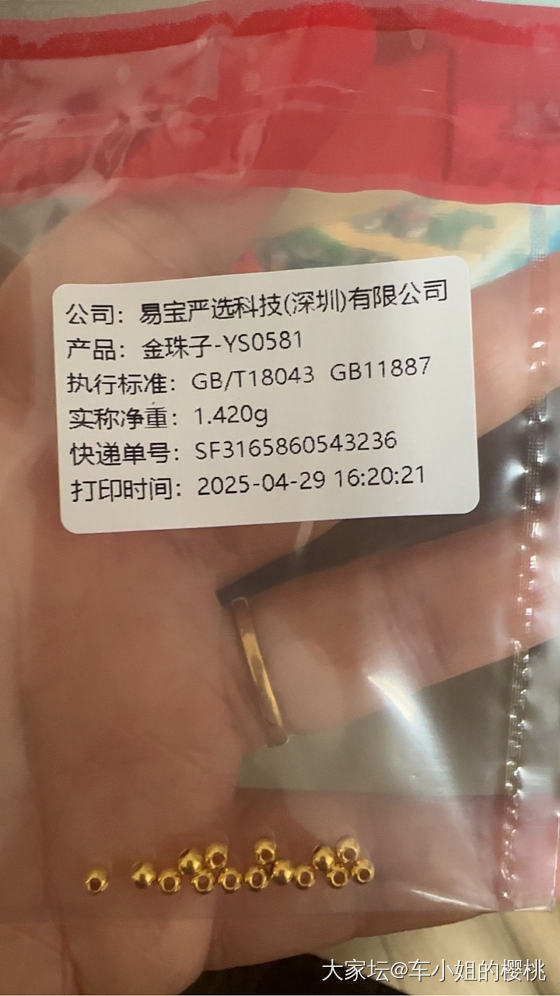 公司：易宝严选科技(深圳)有限公司
产品：金珠子-YS0581
执行标准：GB/T18043 GB11887
实称净重：1.420g
快递单号：SF3165860543236
打印时间：2025-04-29 16:20:21
大家坛@车小姐的樱桃